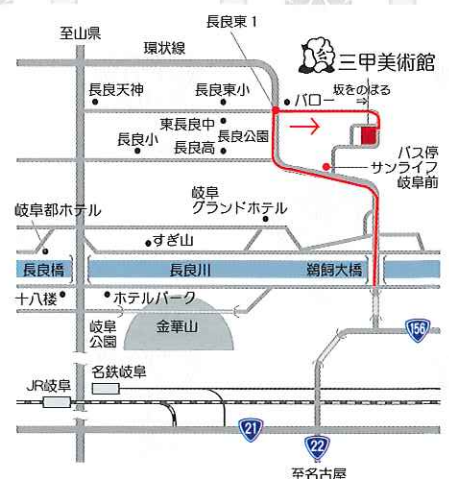 長良東1
至山県
環状線
三甲美術館
坂をのぼる
⇒
長良天神
長良東小
バロー
東長良中
長良公園
長良小
長良高
バス停
サンライフ
岐阜前
岐阜
グランドホテル
岐阜都ホテル
すぎ山
長良橋
長良川
鵜飼大橋
十八楼
ホテルパーク
岐阜
公園
金華山
156
名鉄岐阜
JR岐阜
21
22
至名古屋